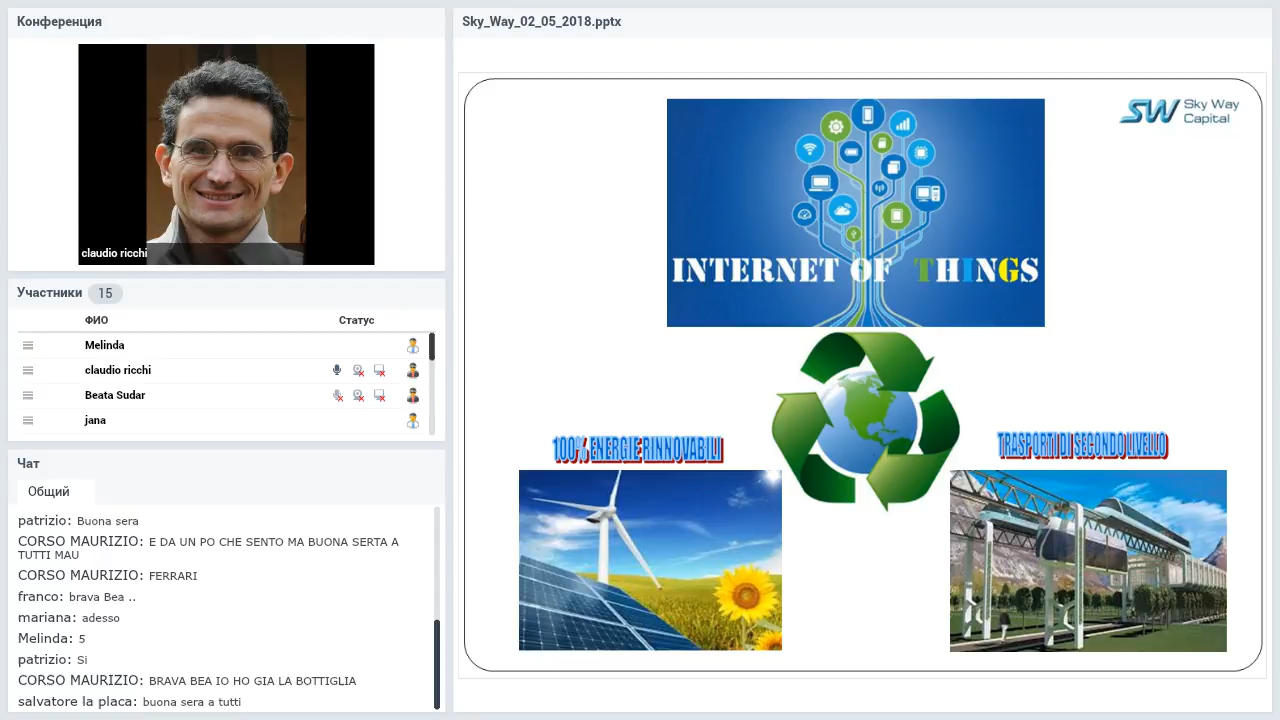 Конференция
claudio ricchi
Участники 15
ФИО Статус
Melinda
claudio ricchi
Beata Sudar
jana
Чат
Общий
patrizio: Buona sera
CORSO MAURIZIO: E DA UN PO CHE SENTO MA BUONA SERTA A
TUTTI MAU
CORSO MAURIZIO: FERRARI
franco: brava Bea ..
mariana: adesso
Melinda: 5
patrizio: Si
CORSO MAURIZIO: BRAVA BEA IO HO GIA LA BOTTIGLIA
salvatore la placa: buona sera a tutti
Sky_Way_02_05_2018.pptx
SW Sky Way
Capital
INTERNET OF THINGS
100% ENERGIE RINNOVABILI
TRASPORTI DI SECONDO LIVELLO